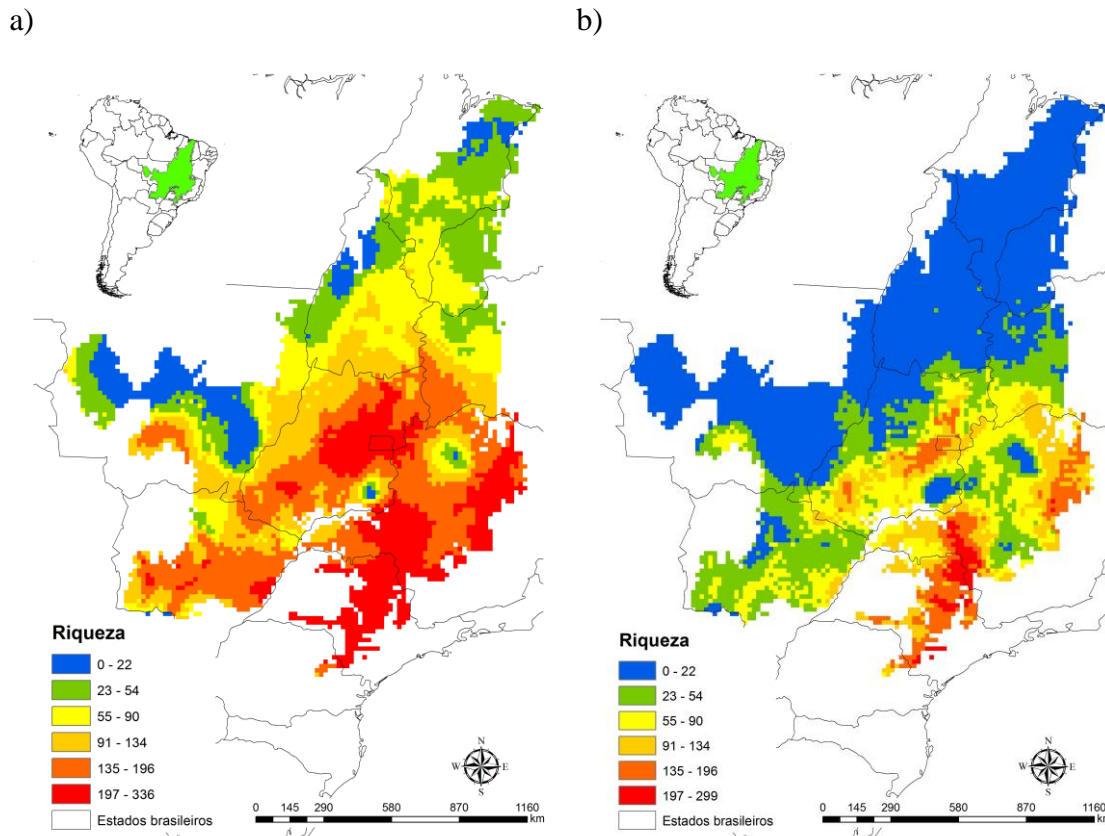 a)
b)
Riqueza
0 - 22
23 - 54
55 - 90
91 - 134
135 - 196
197 - 336
Estados brasileiros
N
W E
S
0 145 290 580 870 1160
km
Riqueza
0 - 22
23 - 54
55 - 90
91 - 134
135 - 196
197 - 299
Estados brasileiros
N
W E
S
0 145 290 580 870 1160
km